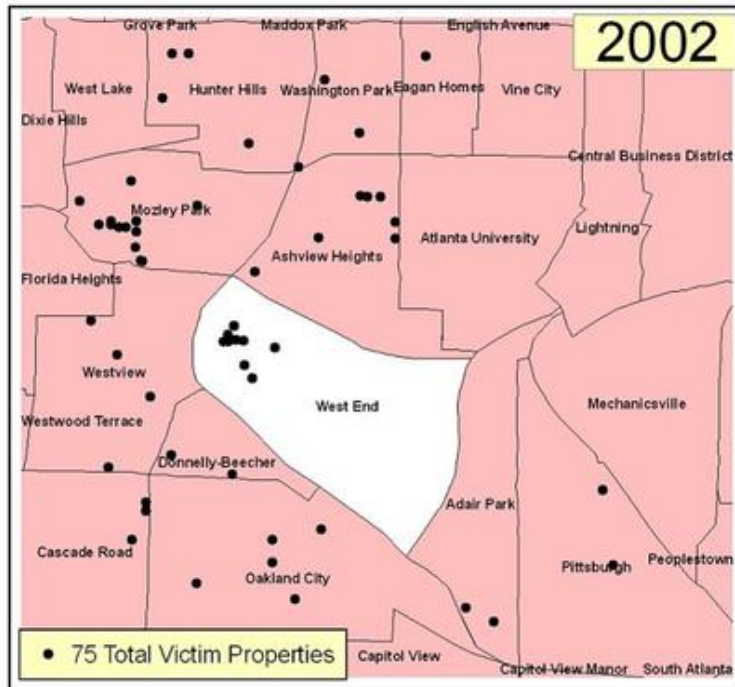 Grove Park
Maddox Park
English Avenue
2002
West Lake
Hunter Hills
Washington Park
Eagan Homes
Vine City
Dixie Hills
Central Business District
Mozley Park
Lightning
Atlanta University
Ashview Heights
Florida Heights
Westview
West End
Mechanicsville
Westwood Terrace
Donnelly-Beecher
Adair Park
Cascade Road
Oakland City
Pittsburgh
Peoplestown
75 Total Victim Properties
Capitol View
Capitol View Manor
South Atlanta